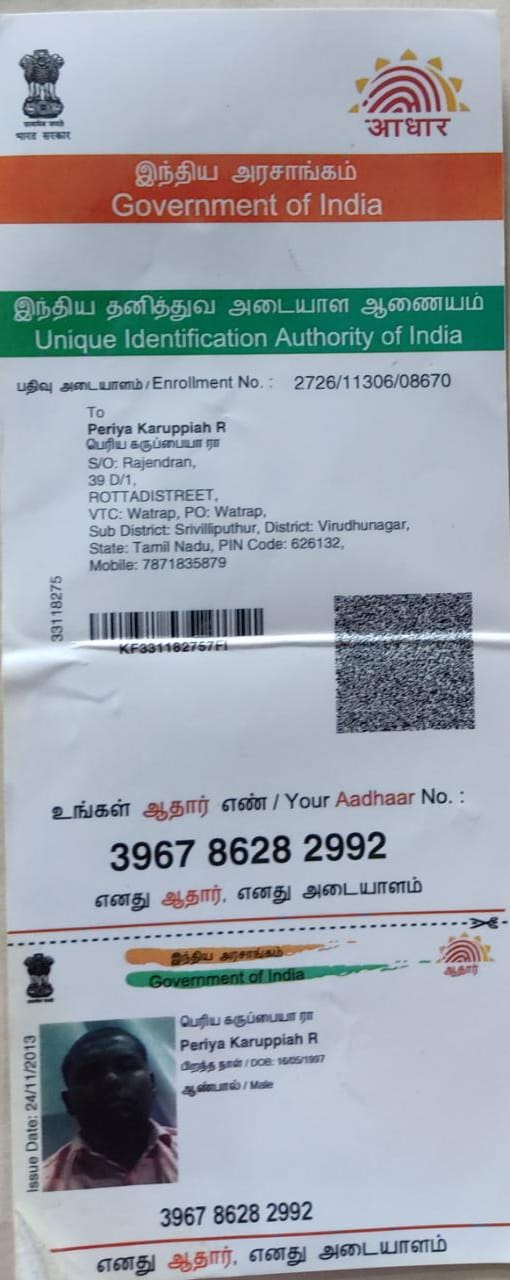 सत्यमेव जयते
भारत सरकार
आधार
இந்திய அரசாங்கம்
Government of India
இந்திய தனித்துவ அடையாள ஆணையம்
Unique Identification Authority of India
பதிவு அடையாளம் / Enrollment No. : 2726/11306/08670
To
Periya Karuppiah R
பெரிய கருப்பையா ரா
S/O: Rajendran,
39 D/1,
ROTTADISTREET,
VTC: Watrap, PO: Watrap,
Sub District: Srivilliputhur, District: Virudhunagar,
State: Tamil Nadu, PIN Code: 626132,
Mobile: 7871835879
33118275
KF331182757FI
உங்கள் ஆதார் எண் / Your Aadhaar No. :
3967 8628 2992
எனது ஆதார், எனது அடையாளம்
இந்திய அரசாங்கம்
Government of India
ஆதார்
Issue Date: 24/11/2013
பெரிய கருப்பையா ரா
Periya Karuppiah R
பிறந்த நாள் / DOB: 16/05/1997
ஆண்பால் / Male
3967 8628 2992
எனது ஆதார், எனது அடையாளம்